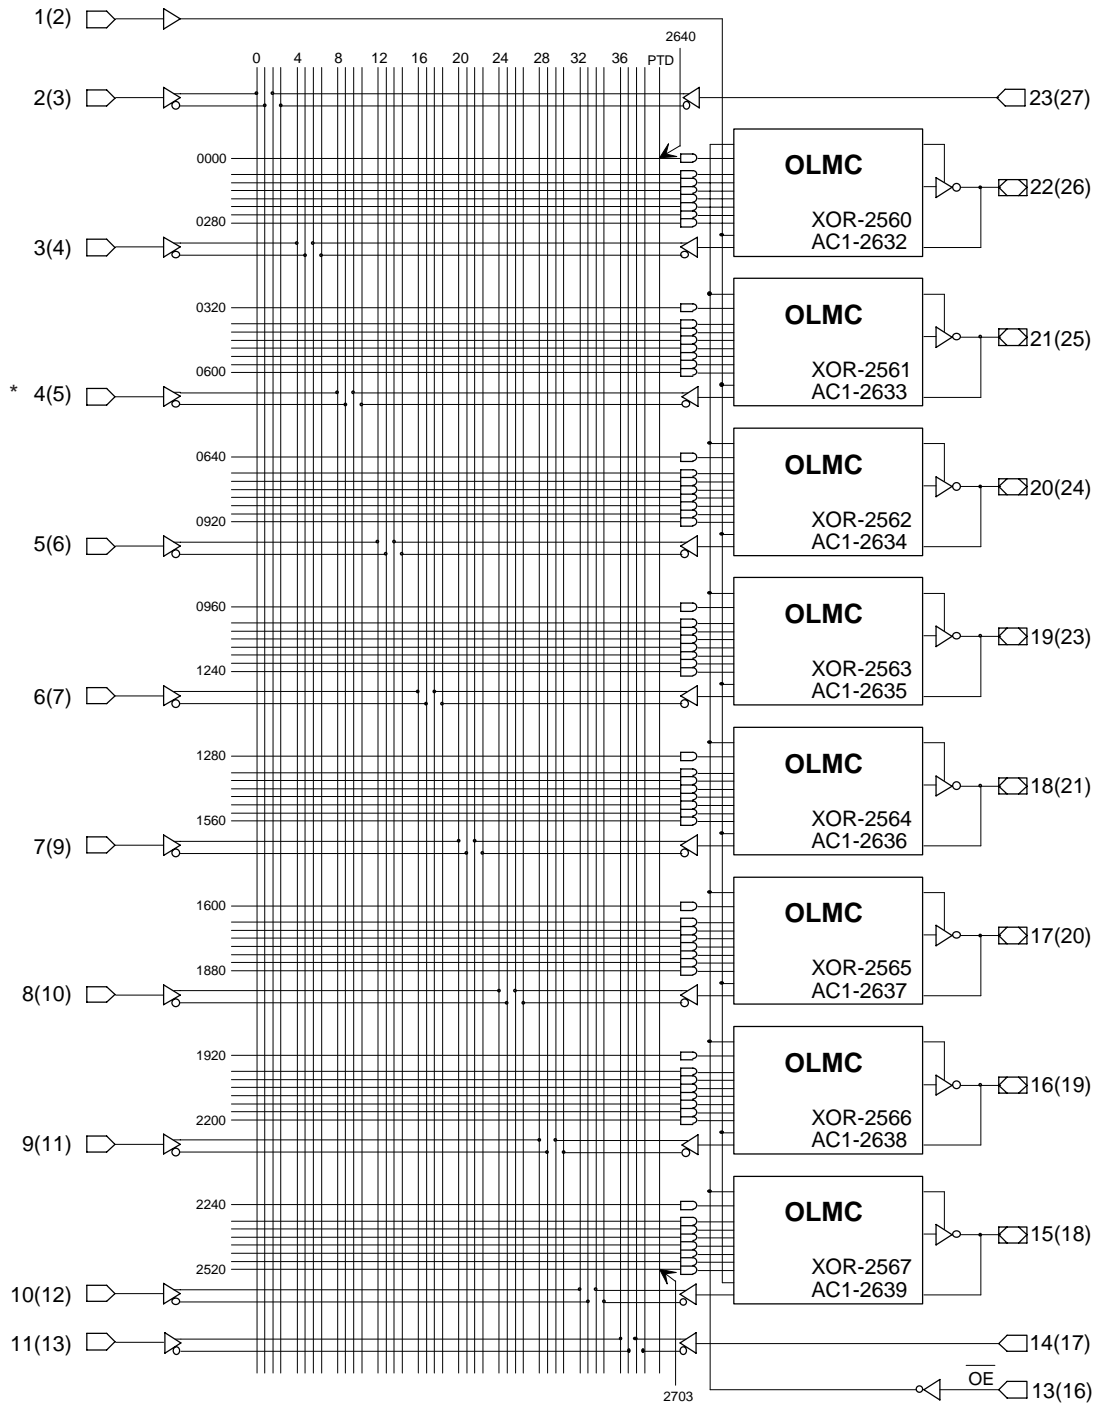 1(2)
2640
0 4 8 12 16 20 24 28 32 36 PTD
2(3)
23(27)
0000
OLMC
22(26)
0280
XOR-2560
3(4)
AC1-2632
0320
OLMC
21(25)
0600
XOR-2561
* 4(5)
AC1-2633
0640
OLMC
20(24)
0920
XOR-2562
5(6)
AC1-2634
0960
OLMC
19(23)
1240
XOR-2563
6(7)
AC1-2635
1280
OLMC
18(21)
1560
XOR-2564
7(9)
AC1-2636
1600
OLMC
17(20)
1880
XOR-2565
8(10)
AC1-2637
1920
OLMC
16(19)
2200
XOR-2566
9(11)
AC1-2638
2240
OLMC
15(18)
2520
XOR-2567
10(12)
AC1-2639
11(13)
14(17)
OE
13(16)
2703